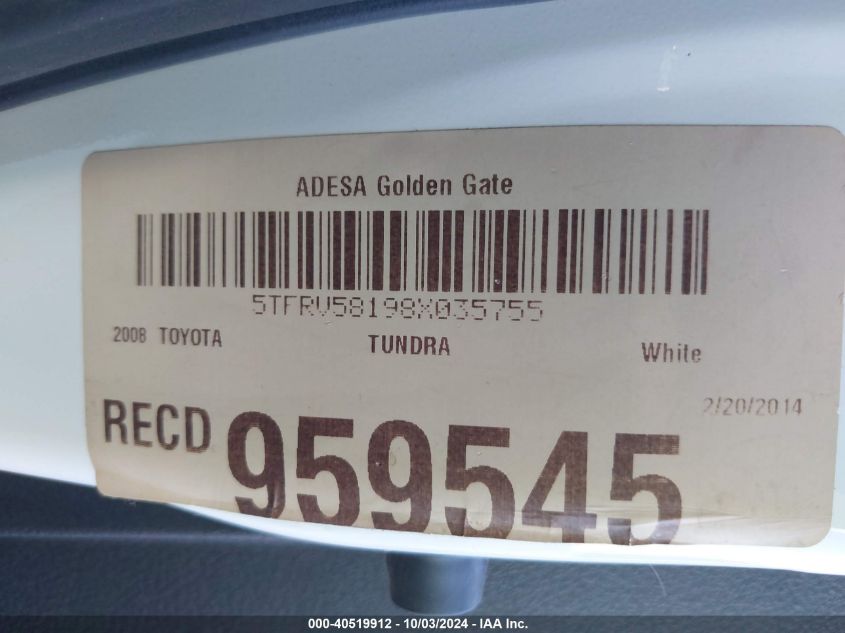 ADESA Golden Gate
5TFRV58198X035755
2008 TOYOTA TUNDRA White
2/20/2014
RECD 959545
000-40519912 - 10/03/2024 - IAA Inc.